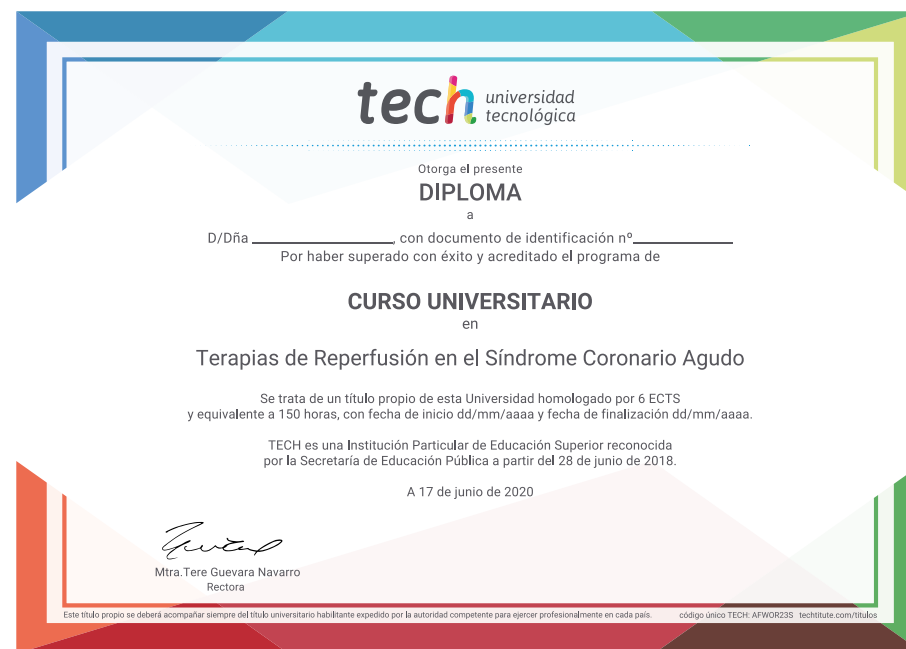 tech universidad
tecnológica
Otorga el presente
DIPLOMA
a
D/Dña ____________________, con documento de identificación nº______________
Por haber superado con éxito y acreditado el programa de
CURSO UNIVERSITARIO
en
Terapias de Reperfusión en el Síndrome Coronario Agudo
Se trata de un título propio de esta Universidad homologado por 6 ECTS
y equivalente a 150 horas, con fecha de inicio dd/mm/aaaa y fecha de finalización dd/mm/aaaa.
TECH es una Institución Particular de Educación Superior reconocida
por la Secretaría de Educación Pública a partir del 28 de junio de 2018.
A 17 de junio de 2020
Mtra.Tere Guevara Navarro
Rectora
Este título propio se deberá acompañar siempre del título universitario habilitante expedido por la autoridad competente para ejercer profesionalmente en cada país. código único TECH: AFWOR23S techtitute.com/titulos